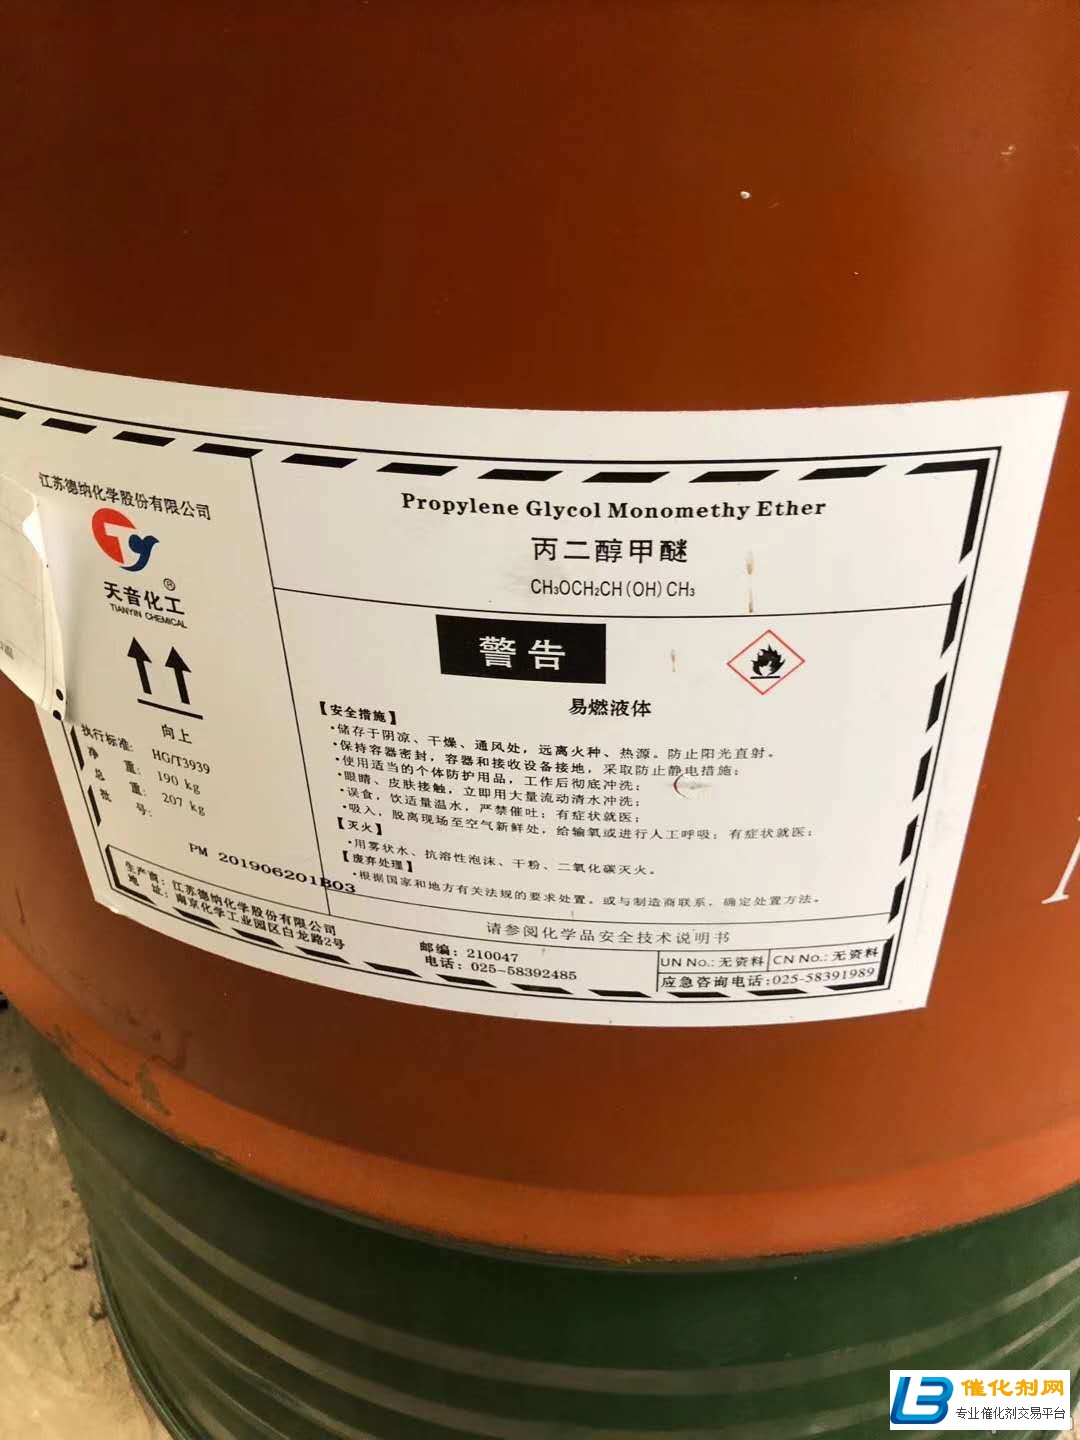 江苏德纳化学股份有限公司
TY
天音化工®
TIANYIN CHEMICAL
向上
执行标准: HG/T3939
净 重: 190 kg
总 重: 207 kg
批 号:
PM 201906201B03
生产商: 江苏德纳化学股份有限公司
地 址: 南京化学工业园区白龙路2号
Propylene Glycol Monomethy Ether
丙二醇甲醚
CH₃OCH₂CH(OH)CH₃
警告
易燃液体
【安全措施】
·储存于阴凉、干燥、通风处，远离火种、热源。防止阳光直射。
·保持容器密封，容器和接收设备接地，采取防止静电措施；
·使用适当的个体防护用品，工作后彻底冲洗；
·眼睛、皮肤接触，立即用大量流动清水冲洗；
·误食，饮适量温水，严禁催吐；有症状就医；
·吸入，脱离现场至空气新鲜处，给输氧或进行人工呼吸；有症状就医；
【灭火】
·用雾状水、抗溶性泡沫、干粉、二氧化碳灭火。
【废弃处理】
·根据国家和地方有关法规的要求处置。或与制造商联系，确定处置方法。
请参阅化学品安全技术说明书
邮编: 210047
电话: 025-58392485
UN No.: 无资料 CN No.: 无资料
应急咨询电话:025-58391989
LB
催化剂网
专业催化剂交易平台